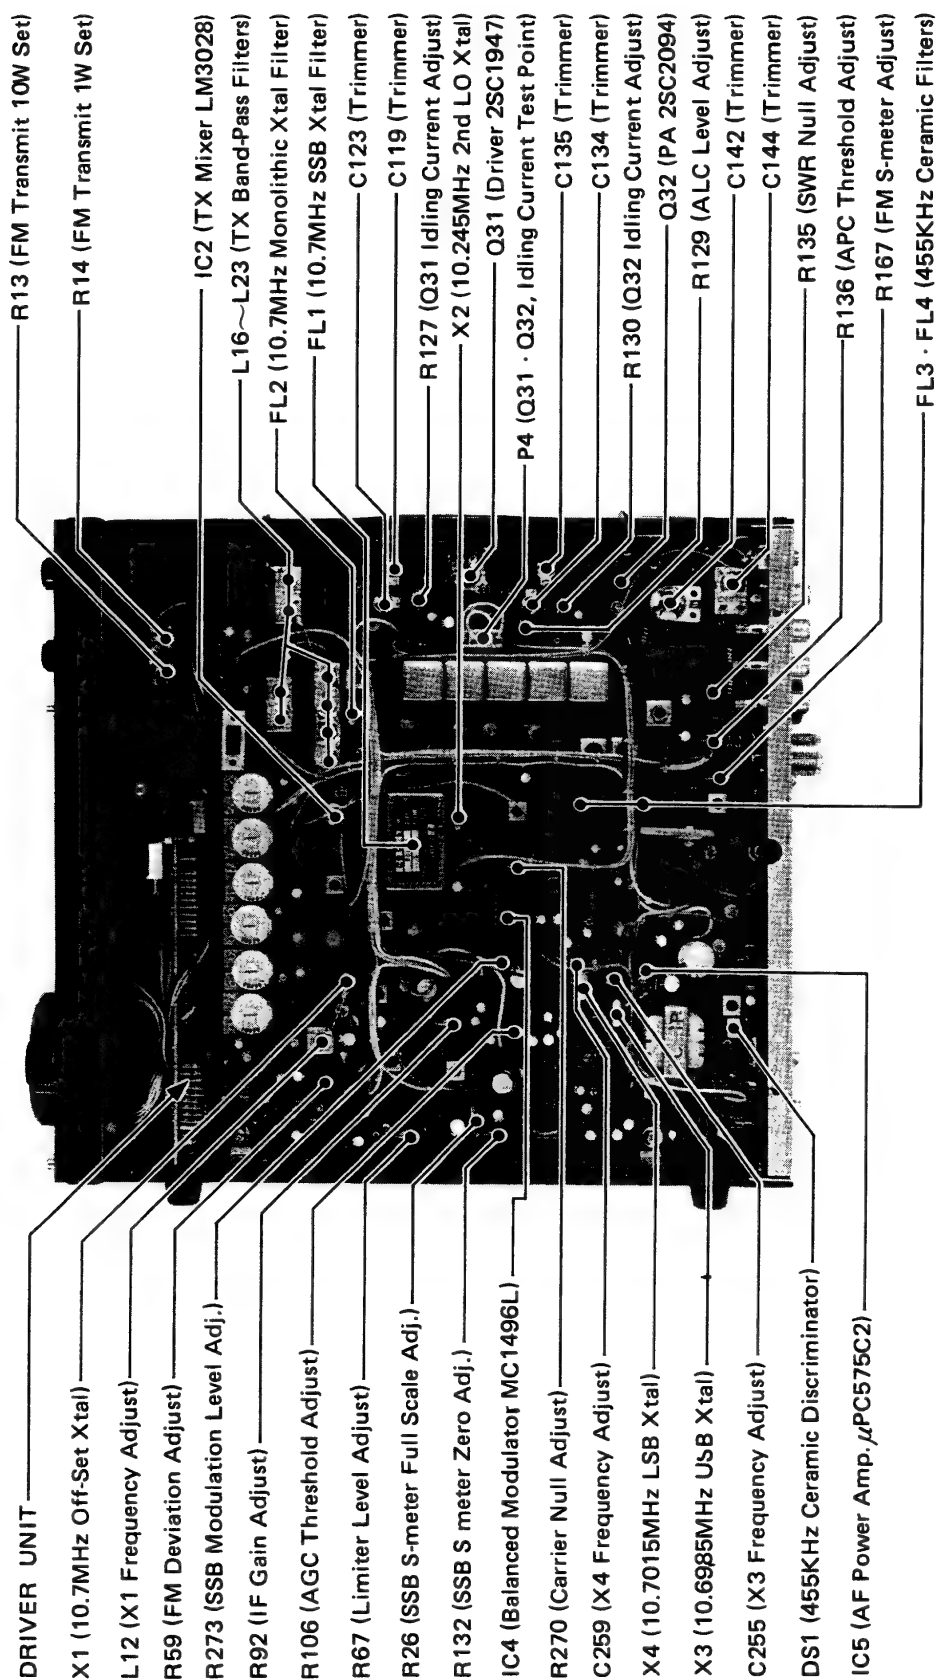 DRIVER UNIT
X1 (10.7MHz Off-Set Xtal)
L12 (X1 Frequency Adjust)
R59 (FM Deviation Adjust)
R273 (SSB Modulation Level Adj.)
R92 (IF Gain Adjust)
R106 (AGC Threshold Adjust)
R67 (Limiter Level Adjust)
R26 (SSB S-meter Full Scale Adj.)
R132 (SSB S meter Zero Adj.)
IC4 (Balanced Modulator MC1496L)
R270 (Carrier Null Adjust)
C259 (X4 Frequency Adjust)
X4 (10.7015MHz LSB Xtal)
X3 (10.6985MHz USB Xtal)
C255 (X3 Frequency Adjust)
DS1 (455KHz Ceramic Discriminator)
IC5 (AF Power Amp. μPC575C2)
R13 (FM Transmit 10W Set)
R14 (FM Transmit 1W Set)
IC2 (TX Mixer LM3028)
L16～L23 (TX Band-Pass Filters)
FL2 (10.7MHz Monolithic Xtal Filter)
FL1 (10.7MHz SSB Xtal Filter)
C123 (Trimmer)
C119 (Trimmer)
R127 (Q31 Idling Current Adjust)
X2 (10.245MHz 2nd LO Xtal)
Q31 (Driver 2SC1947)
P4 (Q31 · Q32, Idling Current Test Point)
C135 (Trimmer)
C134 (Trimmer)
R130 (Q32 Idling Current Adjust)
Q32 (PA 2SC2094)
R129 (ALC Level Adjust)
C142 (Trimmer)
C144 (Trimmer)
R135 (SWR Null Adjust)
R136 (APC Threshold Adjust)
R167 (FM S-meter Adjust)
FL3 · FL4 (455KHz Ceramic Filters)